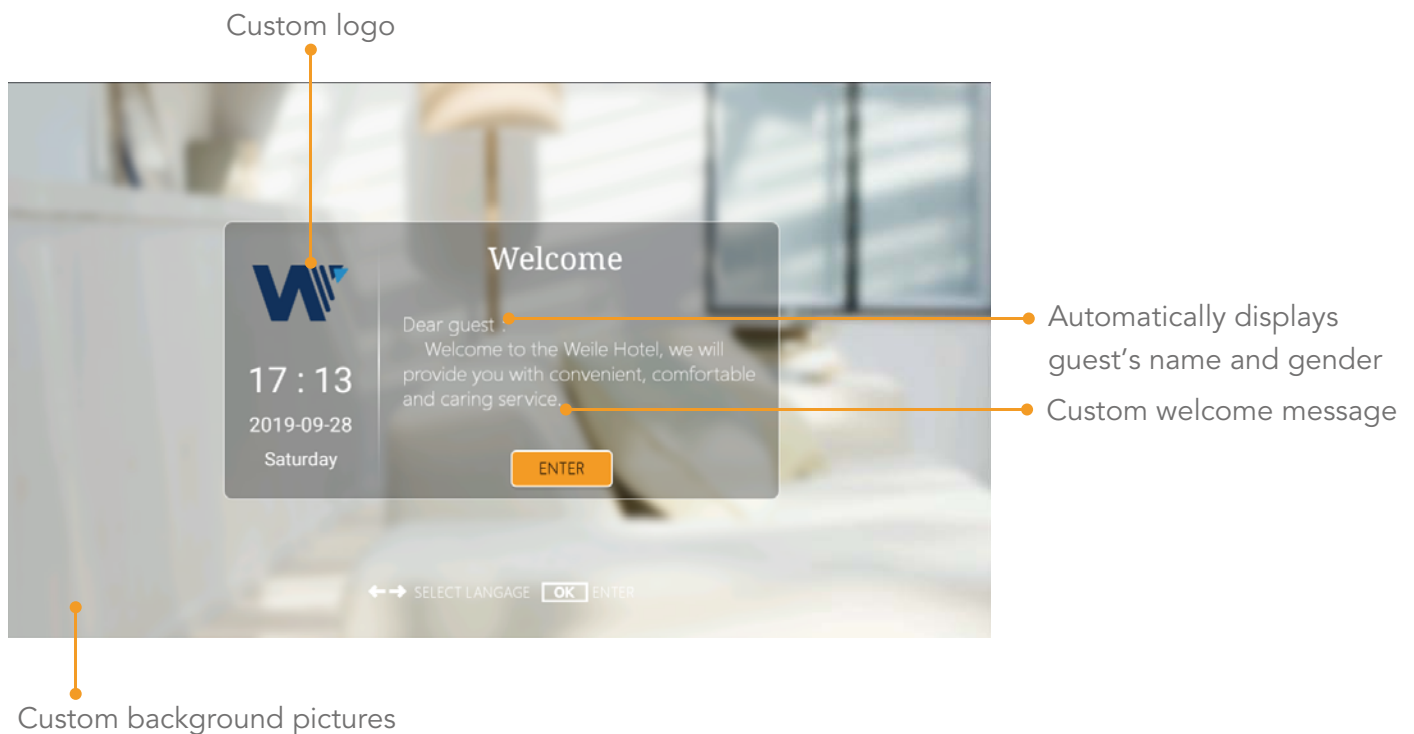 Custom logo
Welcome
Dear guest :
Welcome to the Weile Hotel, we will
provide you with convenient, comfortable
and caring service.
17 : 13
2019-09-28
Saturday
ENTER
SELECT LANGAGE OK ENTER
Automatically displays
guest's name and gender
Custom welcome message
Custom background pictures